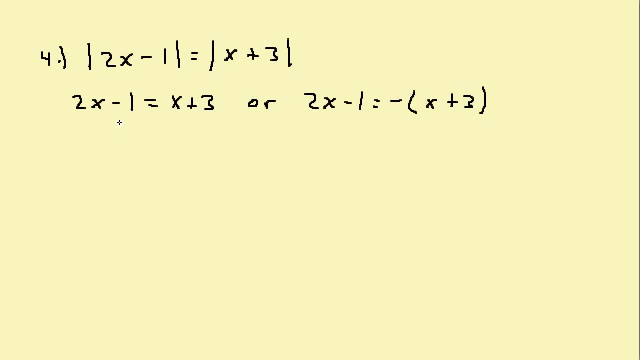 4.) |2x - 1| = |x + 3|
2x - 1 = x + 3 or 2x - 1 = -(x + 3)